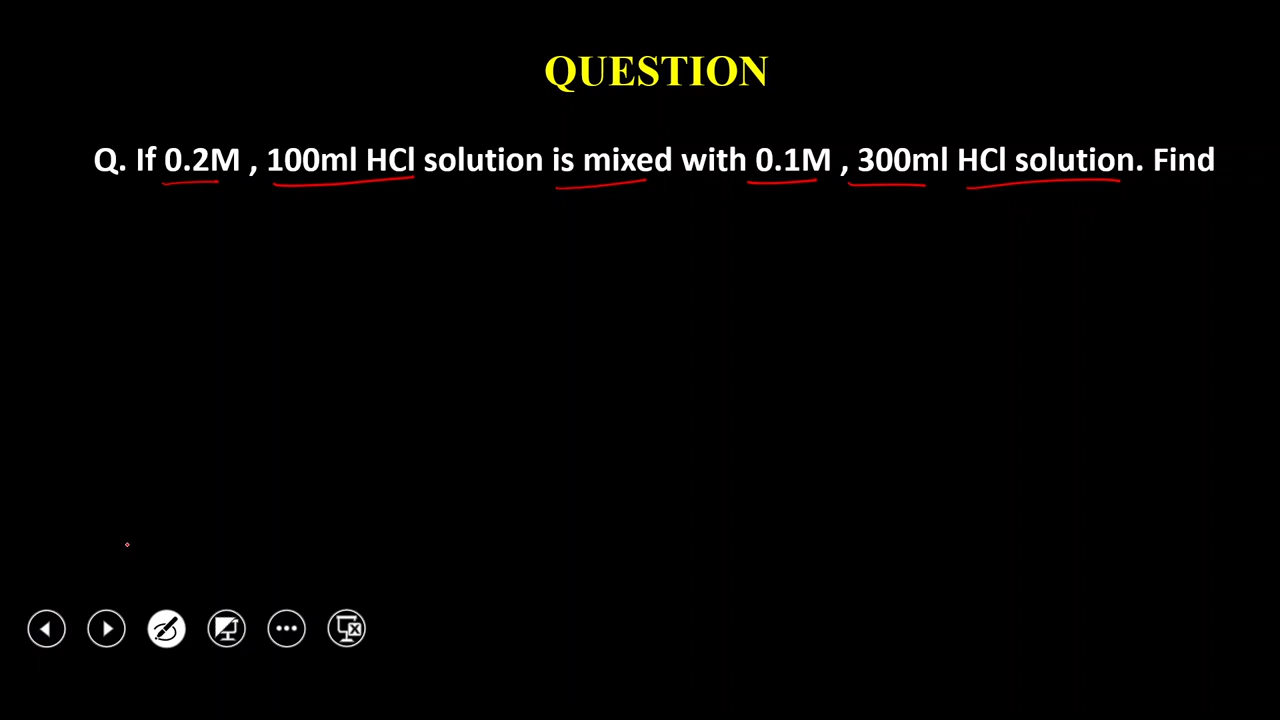 QUESTION
Q. If 0.2M , 100ml HCl solution is mixed with 0.1M , 300ml HCl solution. Find